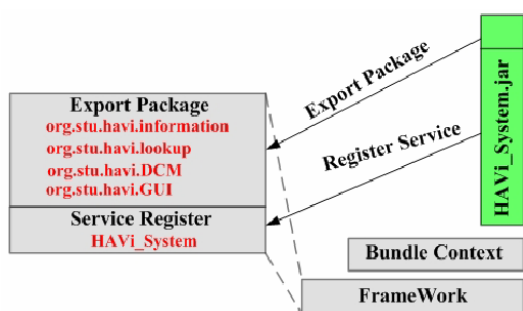 Export Package
org.stu.havi.information
org.stu.havi.lookup
org.stu.havi.DCM
org.stu.havi.GUI
Service Register
HAVi_System
Export Package
Register Service
HAVi_System.jar
Bundle Context
FrameWork